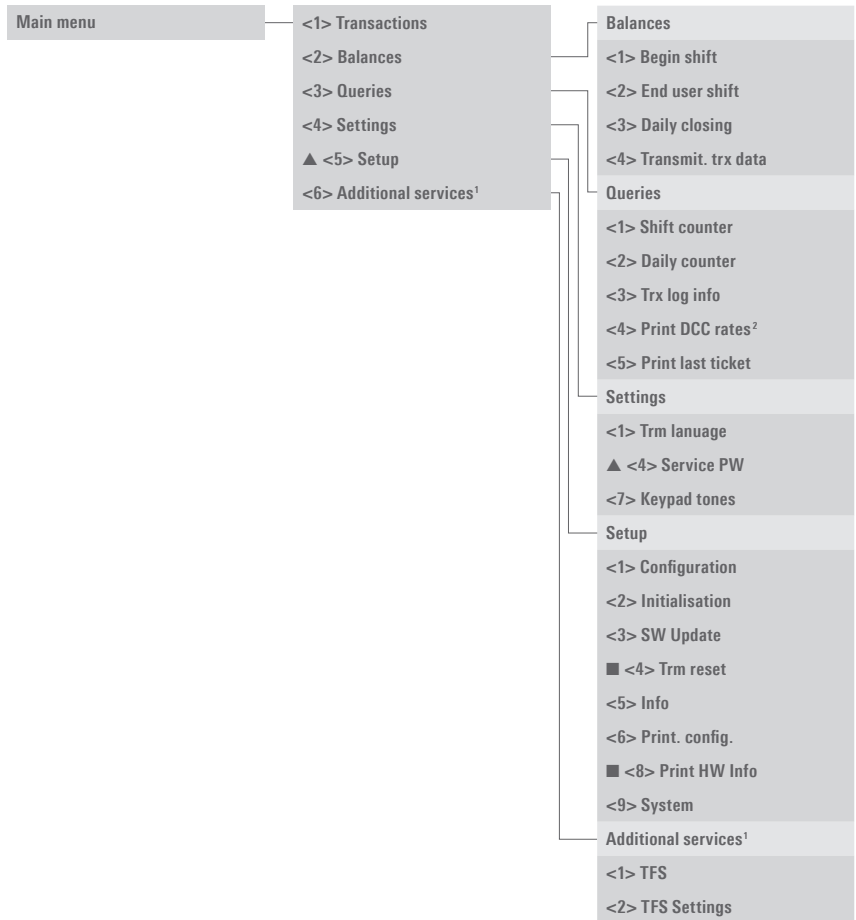 Main menu
<1> Transactions
<2> Balances
<3> Queries
<4> Settings
▲ <5> Setup
<6> Additional services¹
Balances
<1> Begin shift
<2> End user shift
<3> Daily closing
<4> Transmit. trx data
Queries
<1> Shift counter
<2> Daily counter
<3> Trx log info
<4> Print DCC rates²
<5> Print last ticket
Settings
<1> Trm lanuage
▲ <4> Service PW
<7> Keypad tones
Setup
<1> Configuration
<2> Initialisation
<3> SW Update
■ <4> Trm reset
<5> Info
<6> Print. config.
■ <8> Print HW Info
<9> System
Additional services¹
<1> TFS
<2> TFS Settings